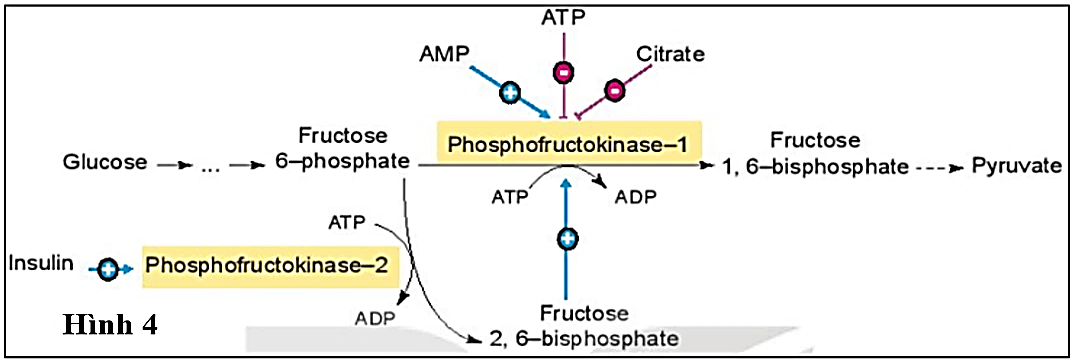 ATP
AMP
Citrate
Phosphofructokinase–1
Glucose
...
Fructose
6–phosphate
Fructose
1, 6–bisphosphate
Pyruvate
ATP
ADP
ATP
Insulin
Phosphofructokinase–2
ADP
Fructose
2, 6–bisphosphate
Hình 4